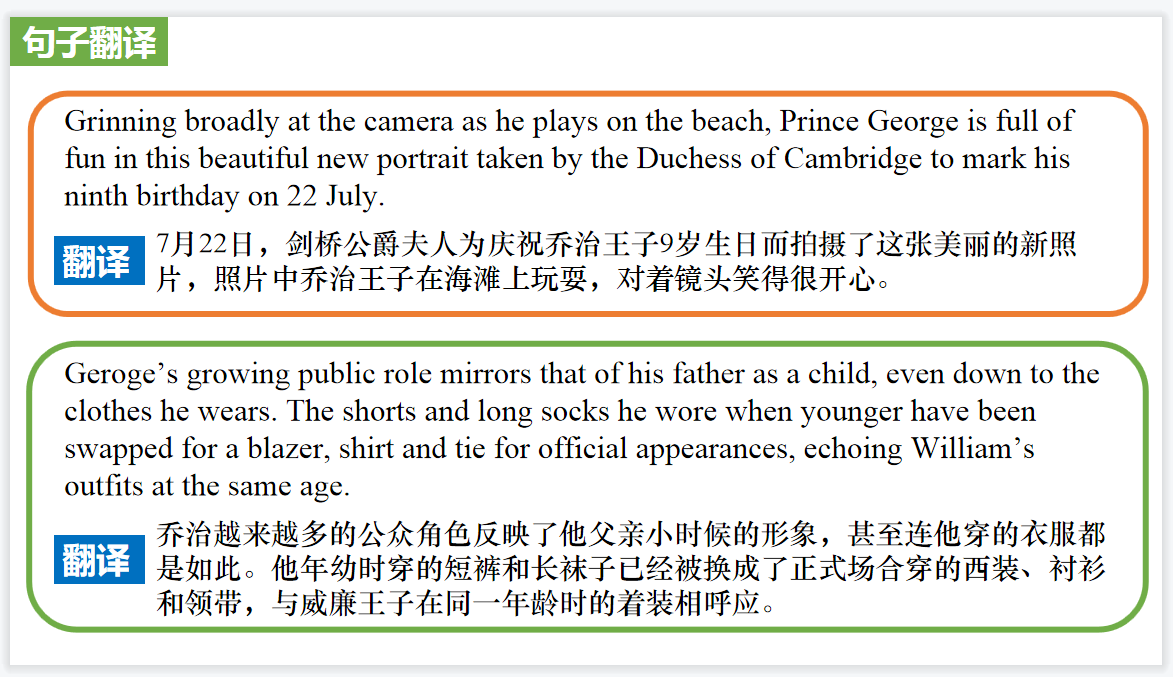 句子翻译
Grinning broadly at the camera as he plays on the beach, Prince George is full of
fun in this beautiful new portrait taken by the Duchess of Cambridge to mark his
ninth birthday on 22 July.
翻译
7月22日，剑桥公爵夫人为庆祝乔治王子9岁生日而拍摄了这张美丽的新照
片，照片中乔治王子在海滩上玩耍，对着镜头笑得很开心。
Geroge’s growing public role mirrors that of his father as a child, even down to the
clothes he wears. The shorts and long socks he wore when younger have been
swapped for a blazer, shirt and tie for official appearances, echoing William’s
outfits at the same age.
翻译
乔治越来越多的公众角色反映了他父亲小时候的形象，甚至连他穿的衣服都
是如此。他年幼时穿的短裤和长袜子已经被换成了正式场合穿的西装、衬衫
和领带，与威廉王子在同一年龄时的着装相呼应。